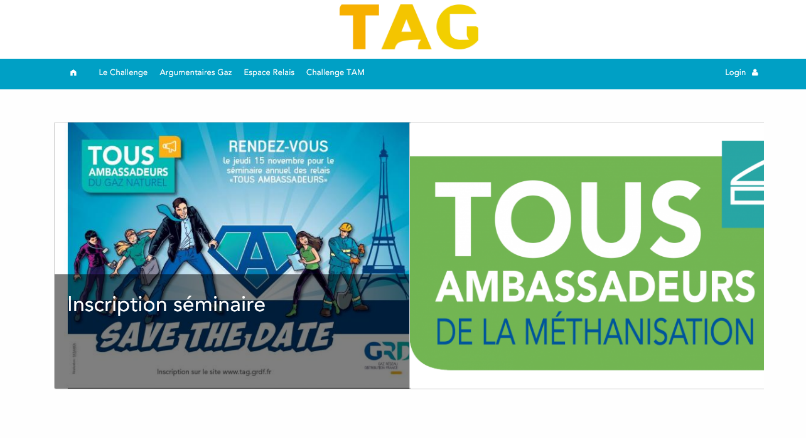 TAG
Le Challenge Argumentaires Gaz Espace Relais Challenge TAM Login
TOUS
AMBASSADEURS
DU GAZ NATUREL
RENDEZ-VOUS
le jeudi 15 novembre pour le
séminaire annuel des relais
«TOUS AMBASSADEURS»
A
Inscription séminaire
SAVE THE DATE
GRD
Inscription sur le site www.tag.grdf.fr
TOUS
AMBASSADEURS
DE LA MÉTHANISATION